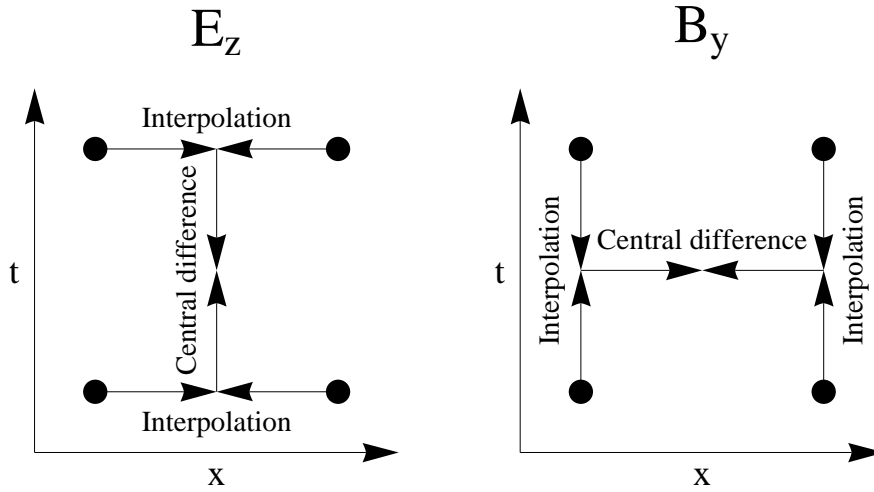 E_z
Interpolation
Central difference
Interpolation
t
x
B_y
Interpolation
Central difference
Interpolation
t
x